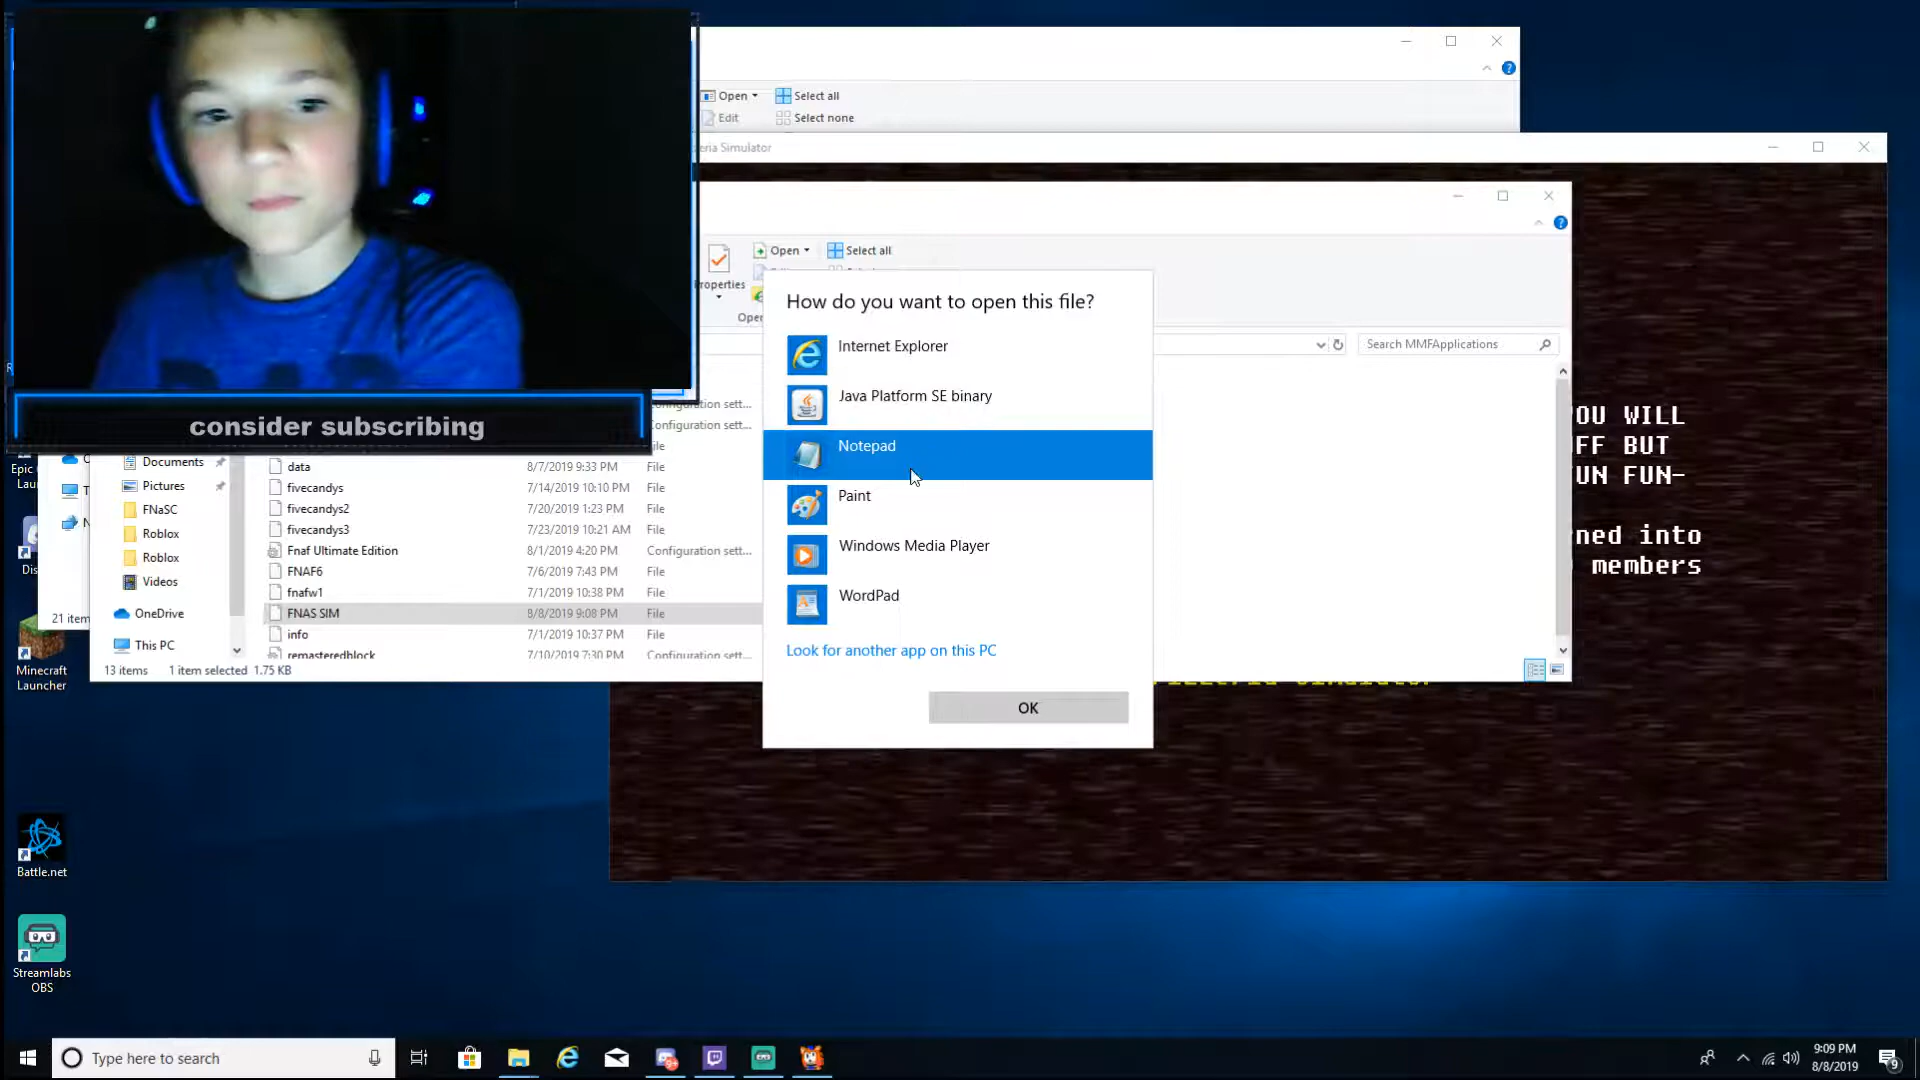 Open
Select all
Edit
Select none
eria Simulator
Open
Select all
roperties
Open
How do you want to open this file?
Internet Explorer
Java Platform SE binary
Notepad
Paint
Windows Media Player
WordPad
Look for another app on this PC
OK
Search MMFApplications
consider subscribing
onfiguration sett...
onfiguration sett...
File
Documents
Pictures
FNaSC
Roblox
Roblox
Videos
OneDrive
This PC
data 8/7/2019 9:33 PM File
fivecandys 7/14/2019 10:10 PM File
fivecandys2 7/20/2019 1:23 PM File
fivecandys3 7/23/2019 10:21 AM File
Fnaf Ultimate Edition 8/1/2019 4:20 PM Configuration sett...
FNAF6 7/6/2019 7:43 PM File
fnafw1 7/1/2019 10:38 PM File
FNAS SIM 8/8/2019 9:08 PM File
info 7/1/2019 10:37 PM File
remasteredblock 7/10/2019 7:30 PM Configuration sett...
21 item
13 items 1 item selected 1.75 KB
OU WILL
FF BUT
UN FUN-
ned into
members
Epic
Lau
Dis
Minecraft
Launcher
Battle.net
Streamlabs
OBS
Type here to search
9:09 PM
8/8/2019
9